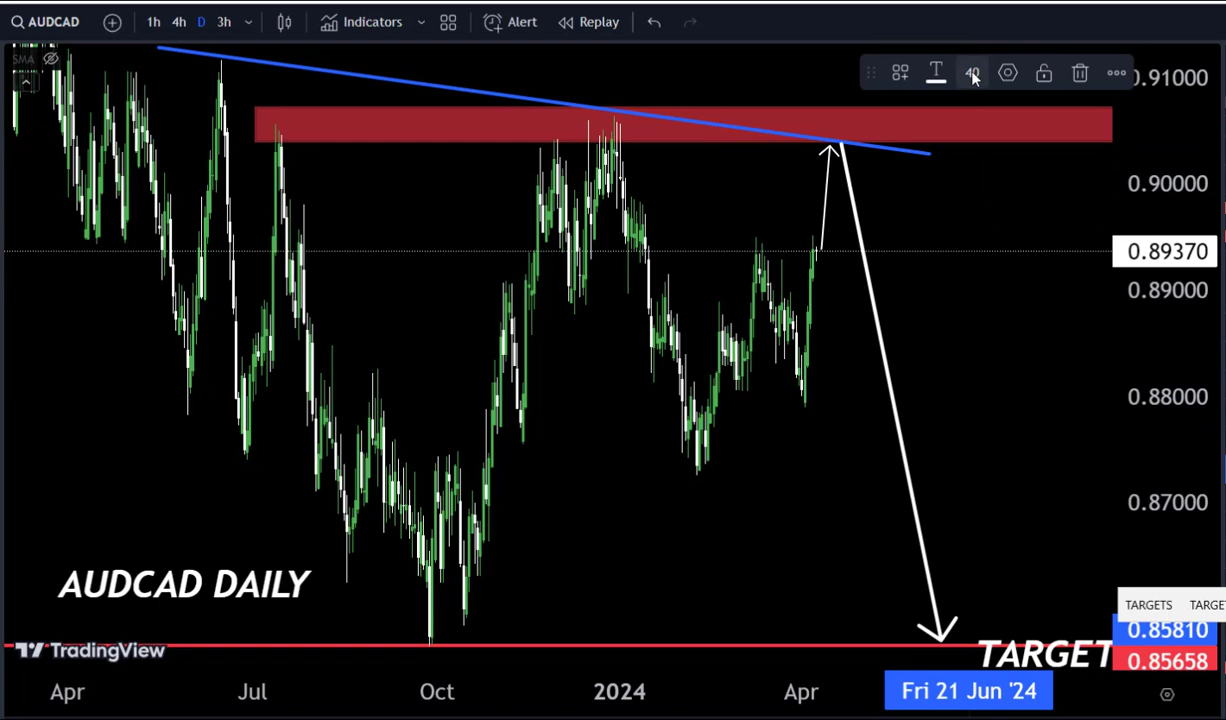 AUDCAD 1h 4h D 3h Indicators Alert Replay
SMA
T 40
0.91000
0.90000
0.89370
0.89000
0.88000
0.87000
AUDCAD DAILY
TARGETS TARGET
0.85810
TradingView
TARGET
0.85658
Apr Jul Oct 2024 Apr Fri 21 Jun '24